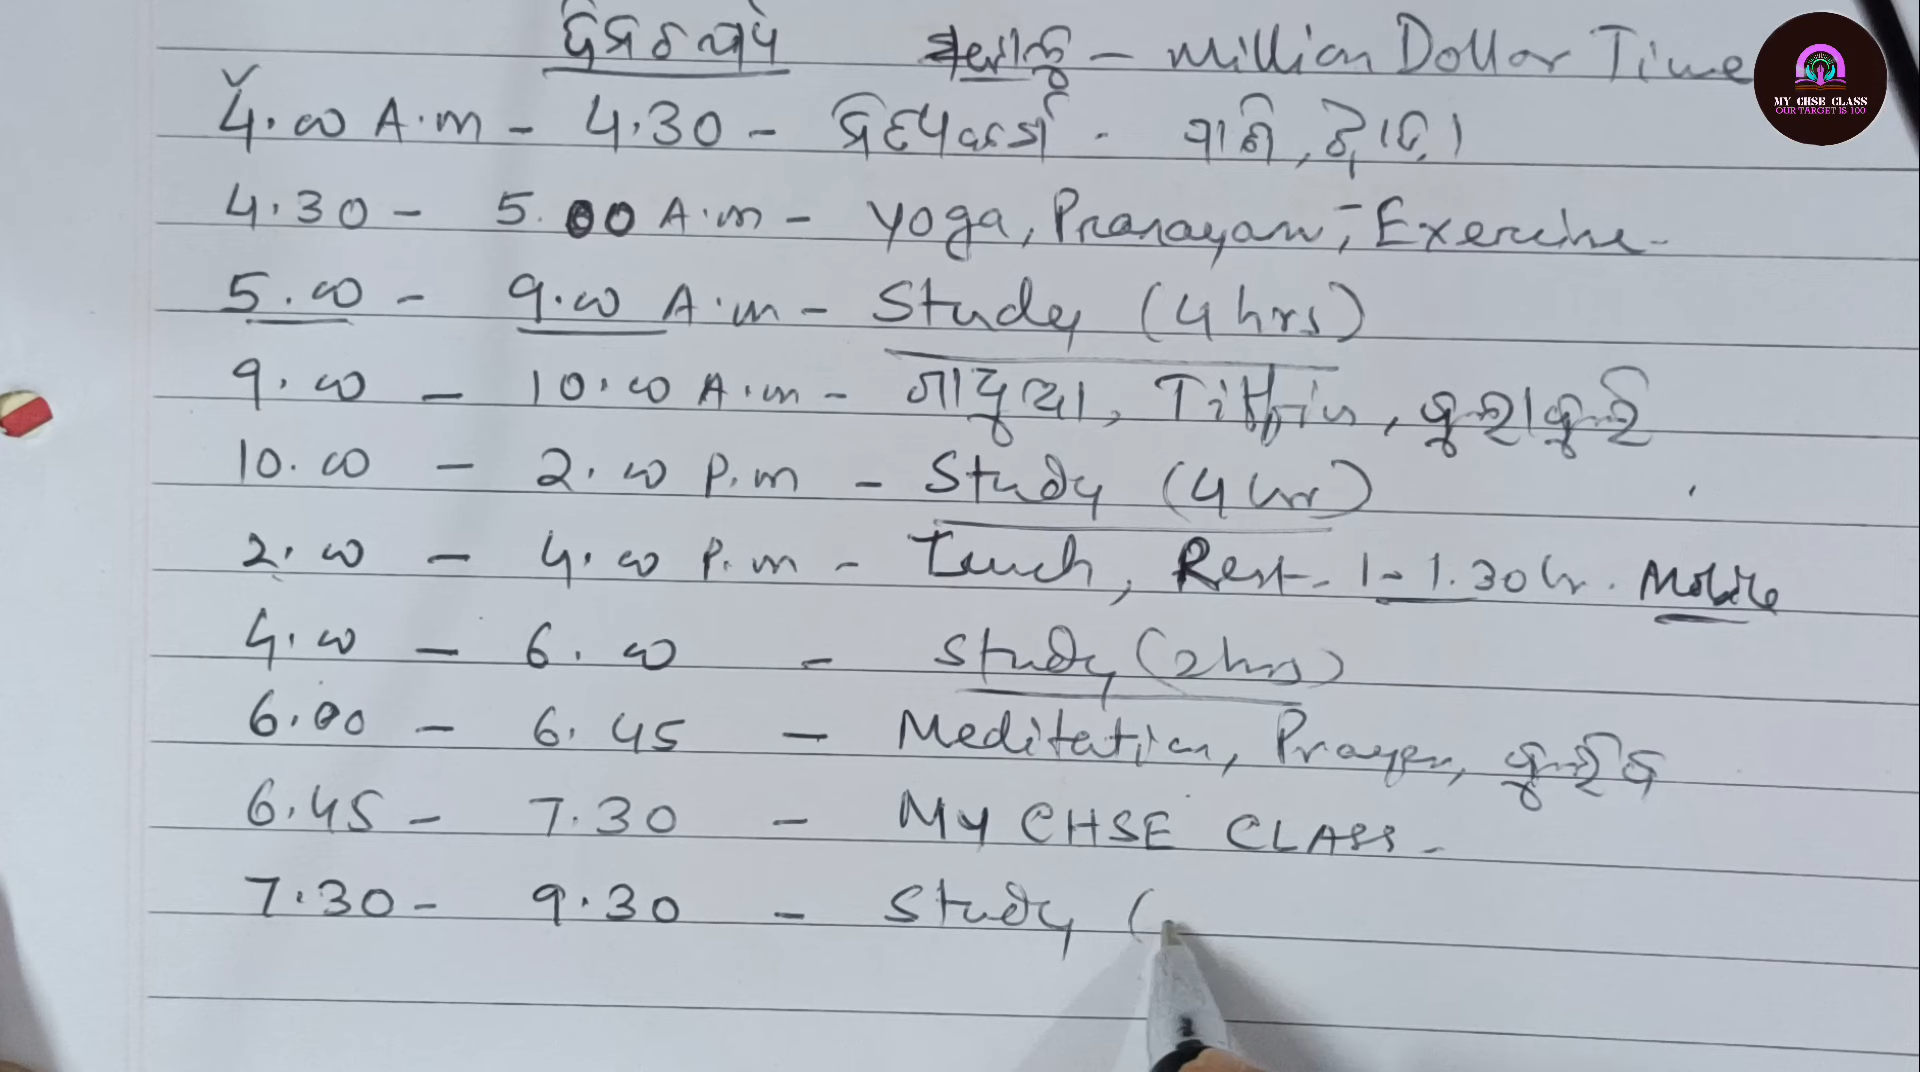 - Million Dollar Time
MY CHSE CLASS
OUR TARGET IS 100
4.00 A.m - 4.30 - ନିତ୍ୟକର୍ମ -
4.30 - 5.00 A.m - Yoga, Pranayam, Exercise -
5.00 - 9.00 A.m - Study (4 hrs)
9.00 - 10.00 A.m - ଗାଧୁଆ, Tiffin, ବୁଲାବୁଲି
10.00 - 2.00 P.m - Study (4 hr)
2.00 - 4.00 P.m - Lunch, Rest - 1 - 1.30 hr. Mobile
4.00 - 6.00 - Study (2 hrs)
6.00 - 6.45 - Meditation, Prayer,
6.45 - 7.30 - MY CHSE CLASS -
7.30 - 9.30 - Study (